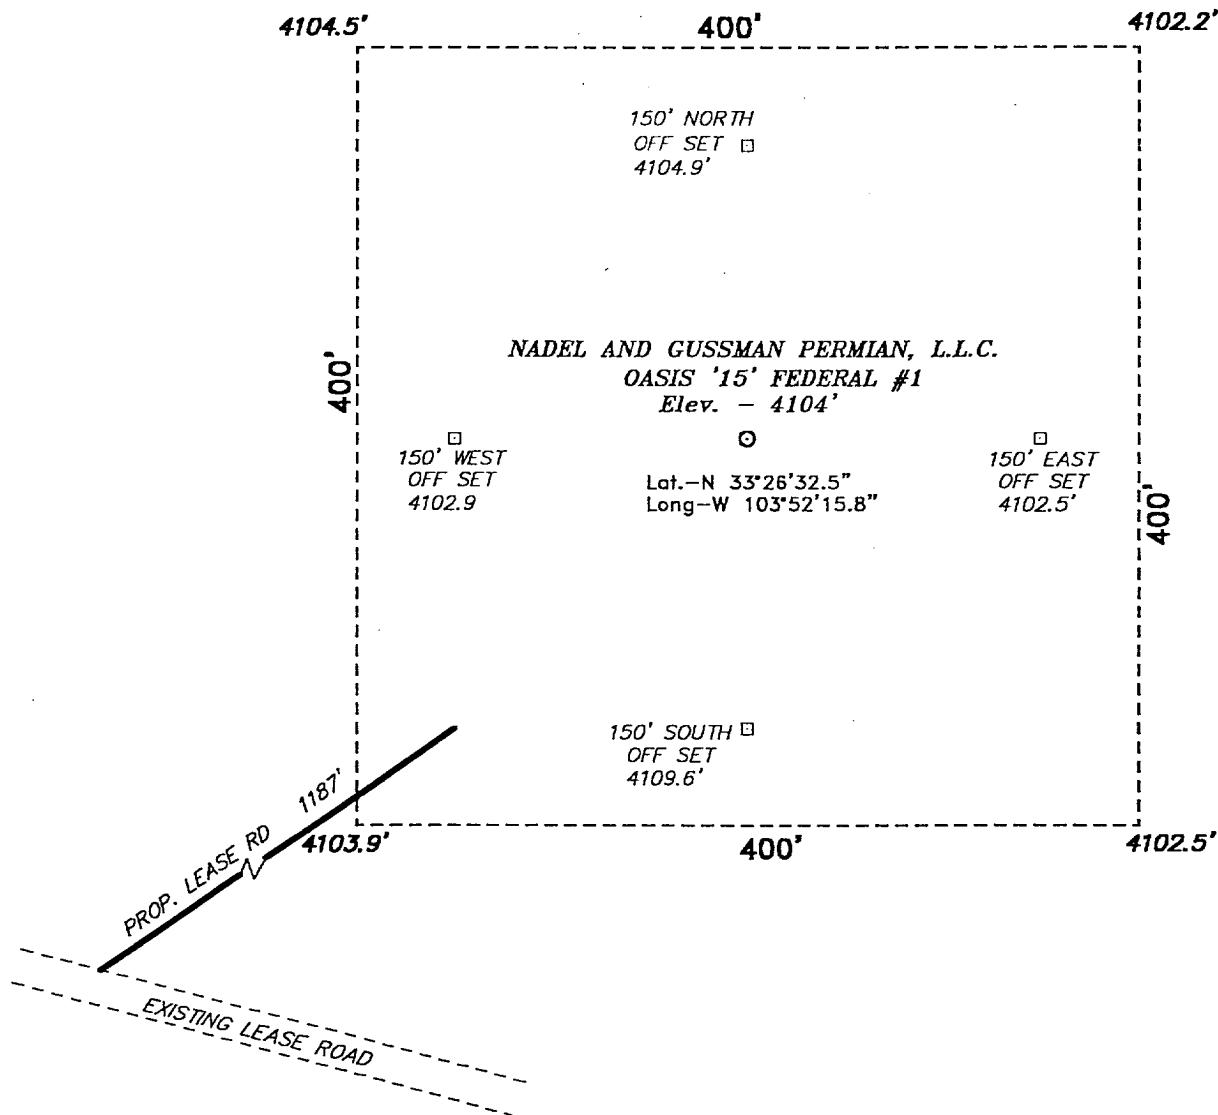 4104.5'
400'
4102.2'
150' NORTH
OFF SET
4104.9'
400'
NADEL AND GUSSMAN PERMIAN, L.L.C.
OASIS '15' FEDERAL #1
Elev. - 4104'
150' WEST
OFF SET
4102.9
Lat.-N 33°26'32.5"
Long-W 103°52'15.8"
150' EAST
OFF SET
4102.5'
400'
150' SOUTH
OFF SET
4109.6'
PROP. LEASE RD 1187'
4103.9'
400'
4102.5'
EXISTING LEASE ROAD